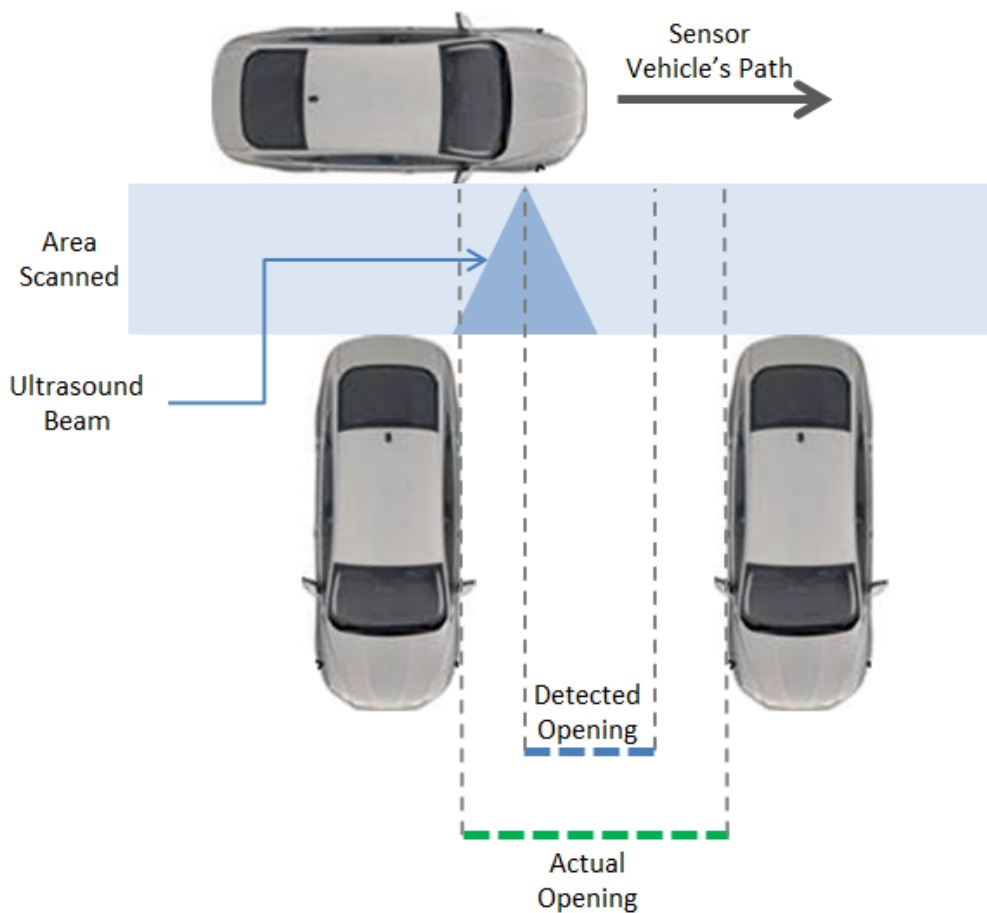 Sensor
Vehicle's Path
Area
Scanned
Ultrasound
Beam
Detected
Opening
Actual
Opening